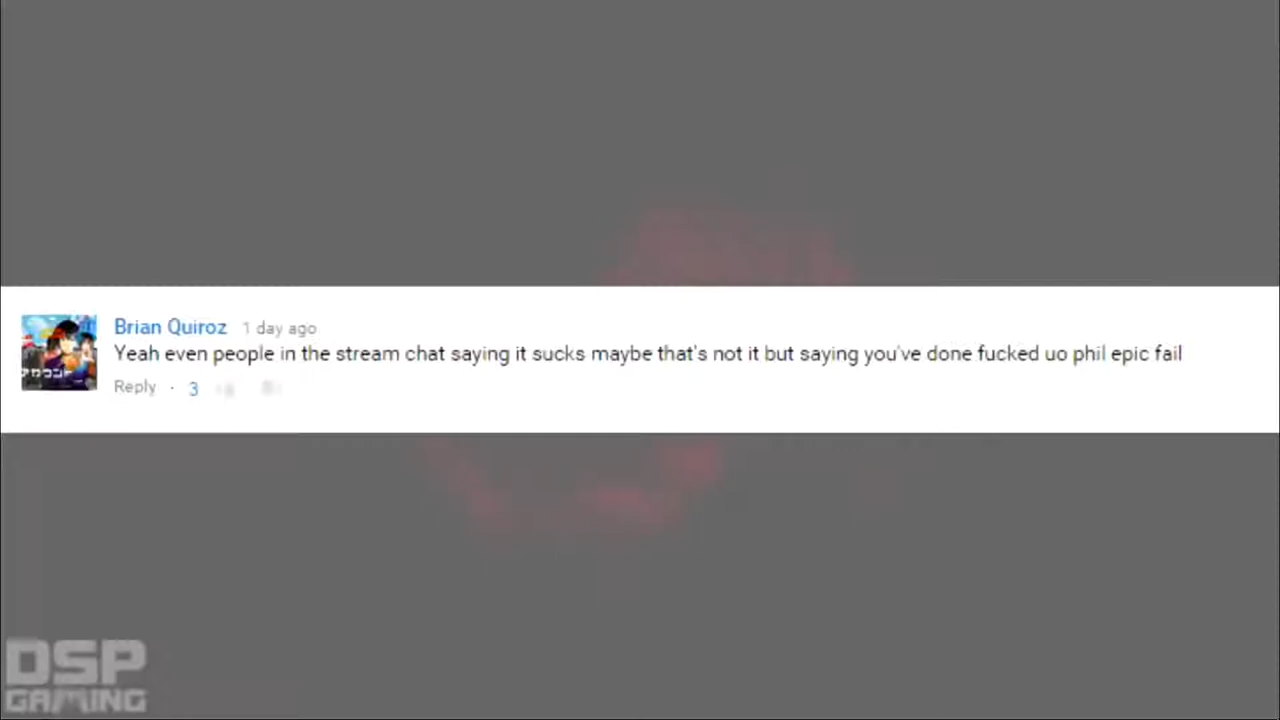 Brian Quiroz 1 day ago
Yeah even people in the stream chat saying it sucks maybe that's not it but saying you've done fucked uo phil epic fail
Reply · 3
DSP
GAMING